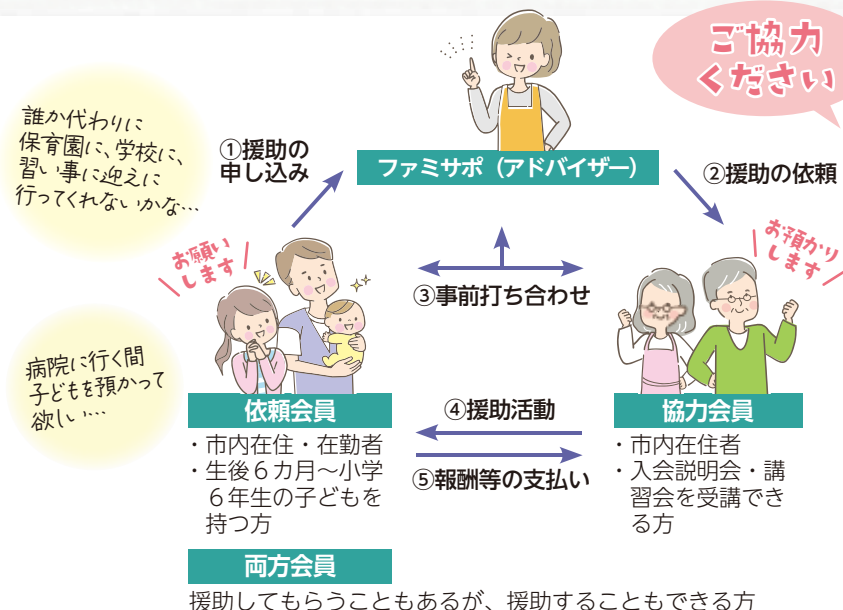 ご協力
ください
誰か代わりに
保育園に、学校に、
習い事に迎えに
行ってくれないかな…
①援助の
申し込み
ファミサポ（アドバイザー）
②援助の依頼
お願い
します
お預かり
します
③事前打ち合わせ
病院に行く間
子どもを預かって
欲しい…
依頼会員
・市内在住・在勤者
・生後６カ月～小学
６年生の子どもを
持つ方
④援助活動
⑤報酬等の支払い
協力会員
・市内在住者
・入会説明会・講
習会を受講でき
る方
両方会員
援助してもらうこともあるが、援助することもできる方